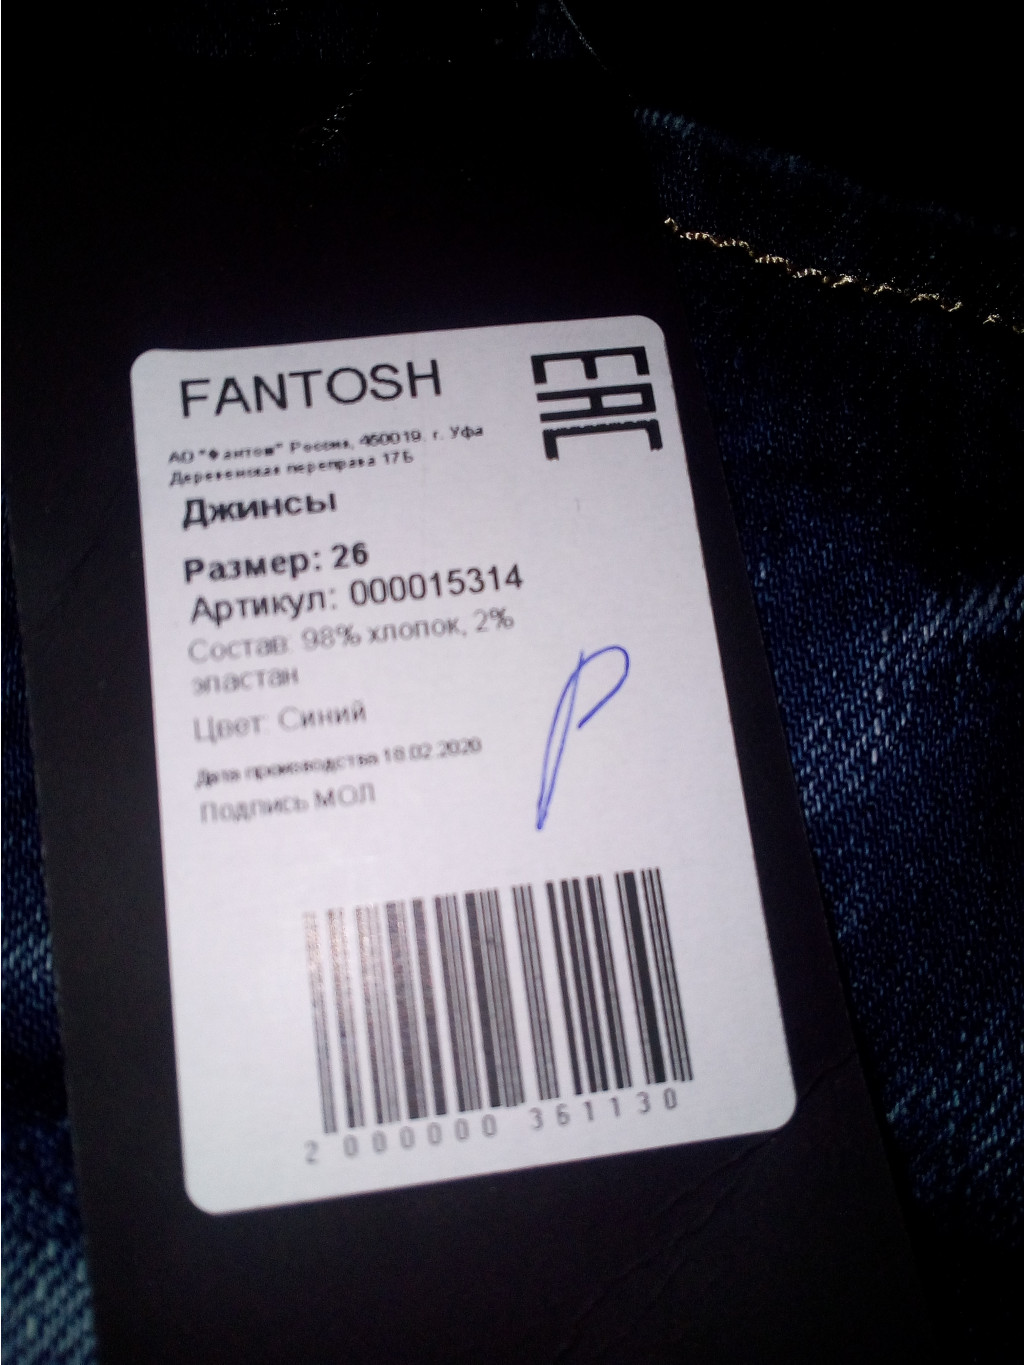 FANTOSH
EAC
АО "Фантом" Россия, 450019. г. Уфа
Деревенская переправа 17Б
Джинсы
Размер: 26
Артикул: 000015314
Состав: 98% хлопок, 2%
эластан
Цвет: Синий
Дата производства 18.02.2020
Подпись МОЛ
2 000000 361130